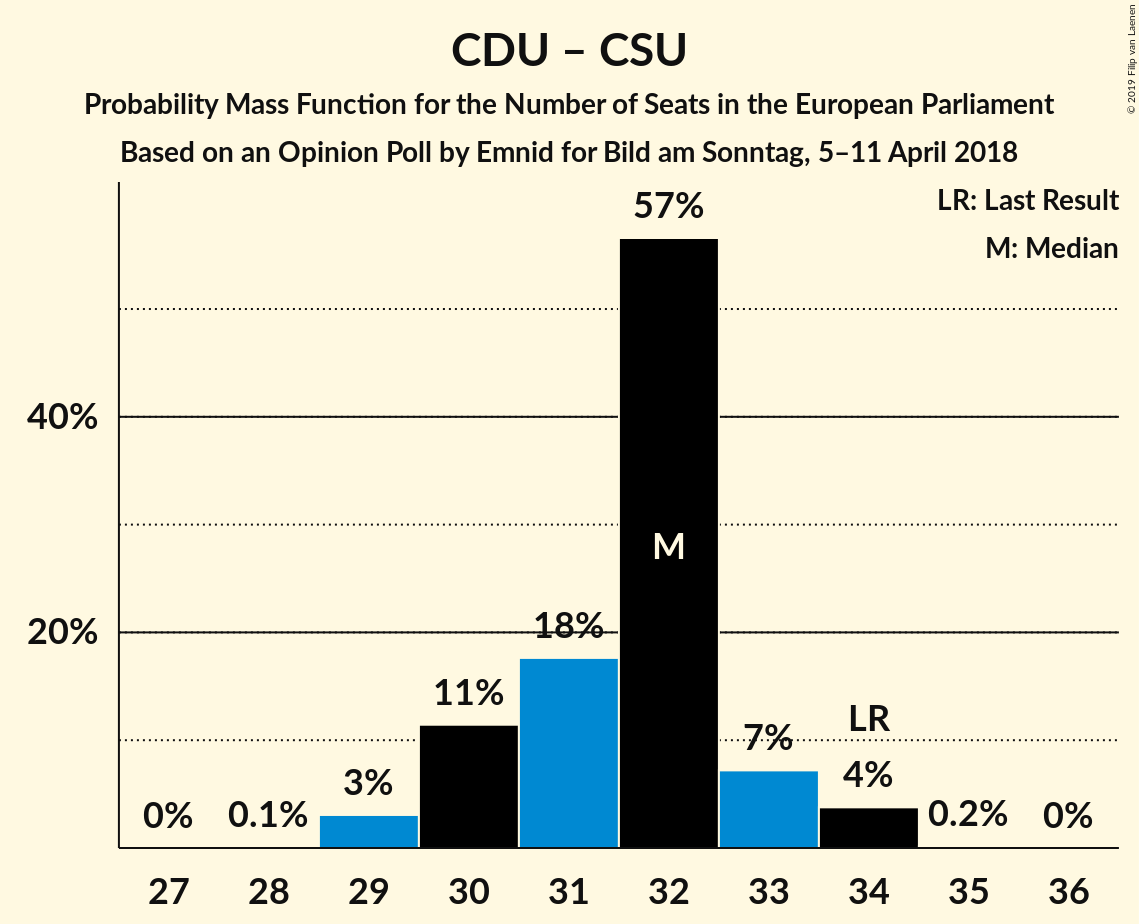 CDU – CSU
Probability Mass Function for the Number of Seats in the European Parliament
Based on an Opinion Poll by Emnid for Bild am Sonntag, 5–11 April 2018
© 2019 Filip van Laenen
LR: Last Result
M: Median
40%
20%
0%
0.1%
3%
11%
18%
57%
M
7%
LR
4%
0.2%
0%
27 28 29 30 31 32 33 34 35 36